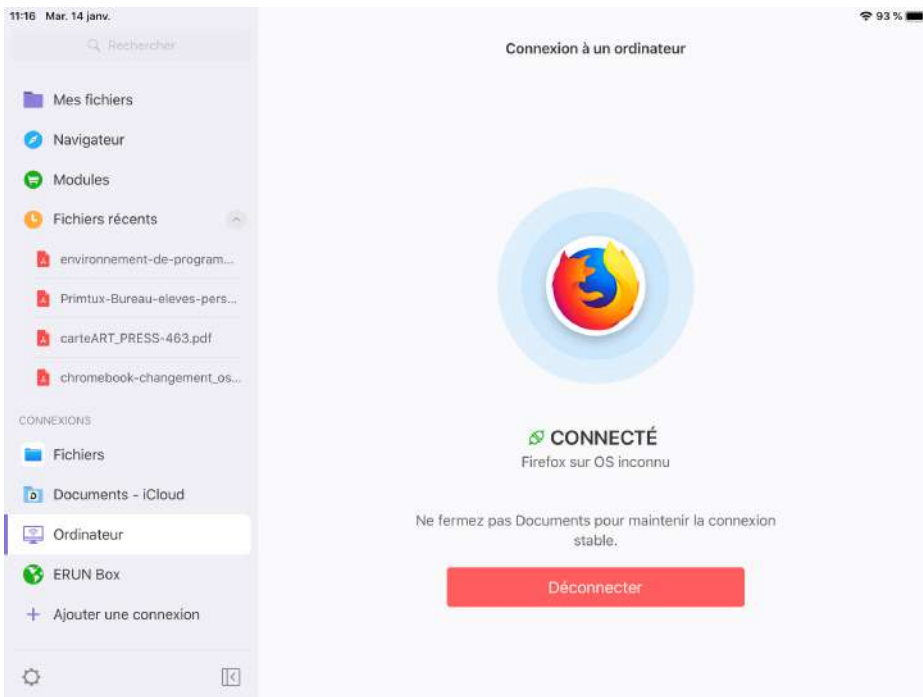 11:16 Mar. 14 janv.
93 %
Rechercher
Connexion à un ordinateur
Mes fichiers
Navigateur
Modules
Fichiers récents
environnement-de-program...
Primtux-Bureau-eleves-pers...
carteART_PRESS-463.pdf
chromebook-changement_os...
CONNEXIONS
Fichiers
Documents - iCloud
Ordinateur
ERUN Box
Ajouter une connexion
CONNECTÉ
Firefox sur OS inconnu
Ne fermez pas Documents pour maintenir la connexion
stable.
Déconnecter